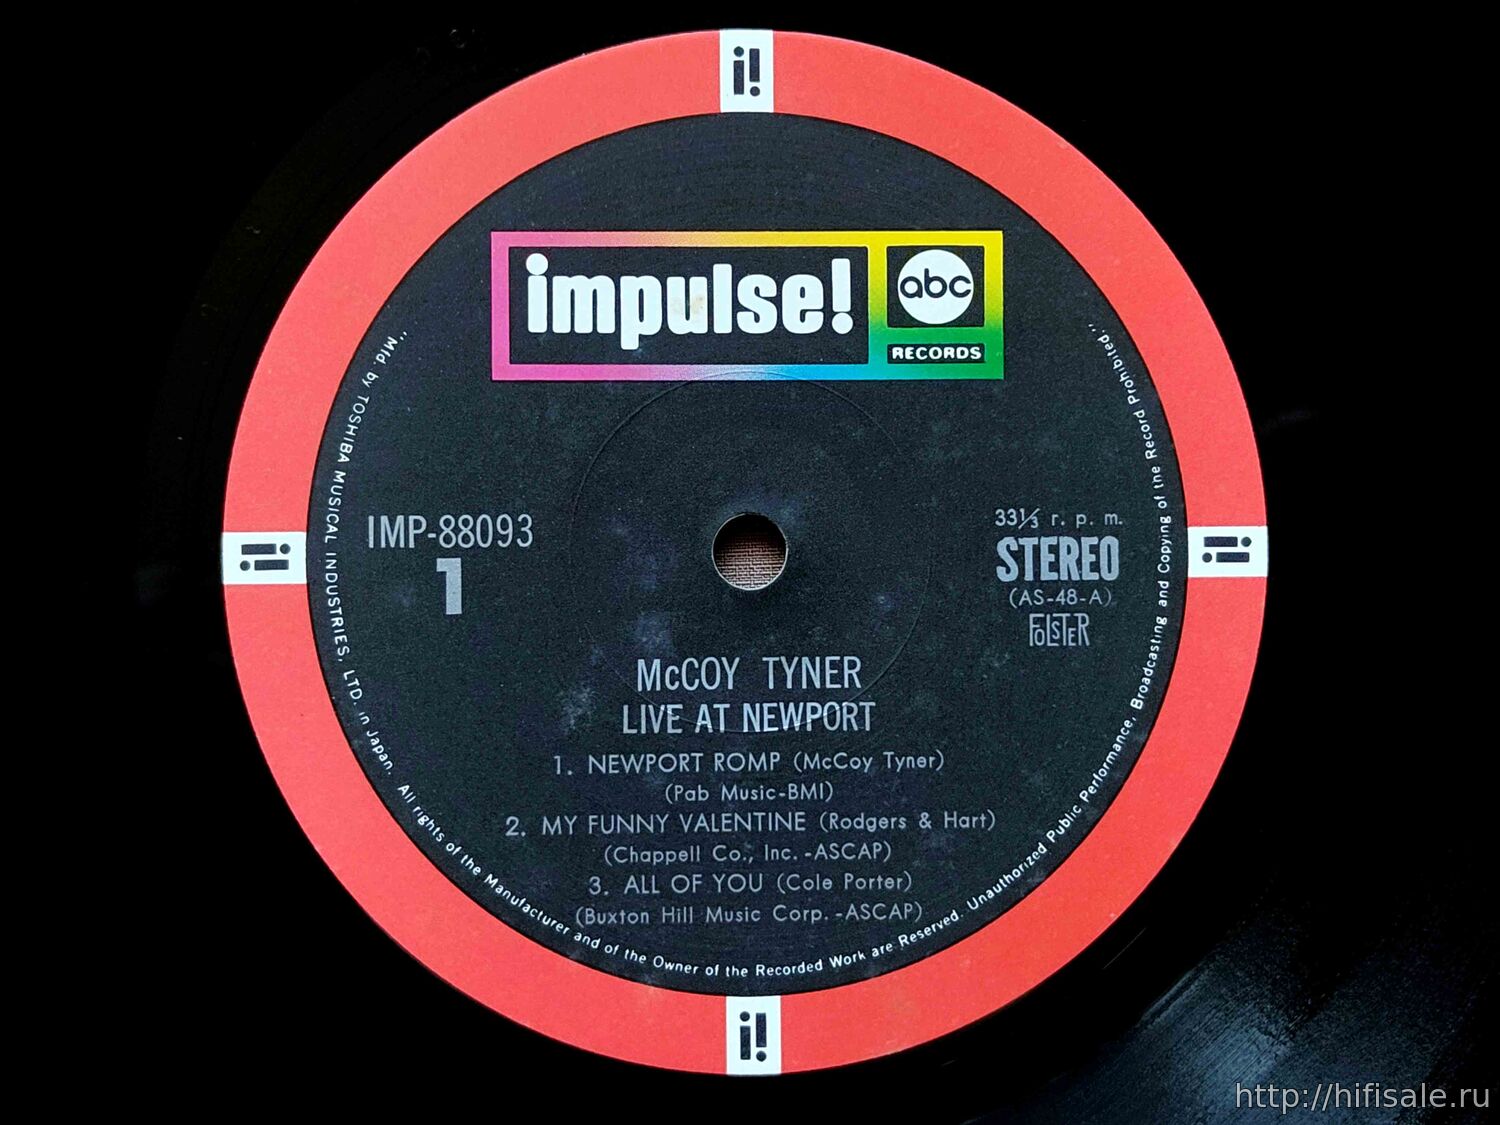 i!
impulse!
abc
RECORDS
i!
i!
IMP-88093
1
33⅓ r. p. m.
STEREO
(AS-48-A)
FOLSTER
McCOY TYNER
LIVE AT NEWPORT
1. NEWPORT ROMP (McCoy Tyner)
(Pab Music-BMI)
2. MY FUNNY VALENTINE (Rodgers & Hart)
(Chappell Co., Inc. -ASCAP)
3. ALL OF YOU (Cole Porter)
(Buxton Hill Music Corp. -ASCAP)
"Mfd. by TOSHIBA MUSICAL INDUSTRIES, LTD. in Japan. All rights of the Manufacturer and of the Owner of the Recorded Work are Reserved. Unauthorized Public Performance, Broadcasting and Copying of the Record Prohibited."
i!
http://hifisale.ru